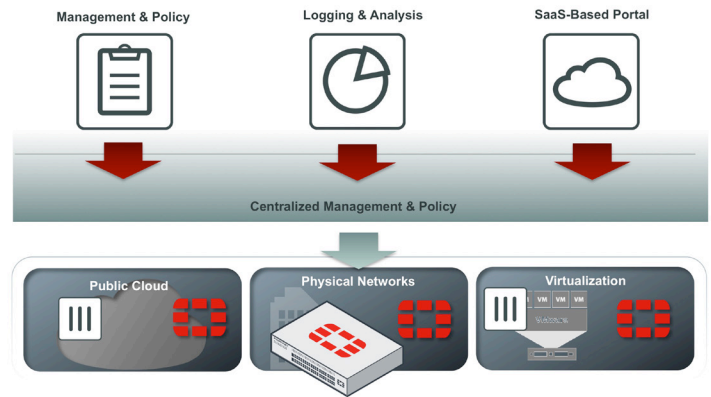 Management & Policy
Logging & Analysis
SaaS-Based Portal
Centralized Management & Policy
Public Cloud
Physical Networks
Virtualization
VM VM VM